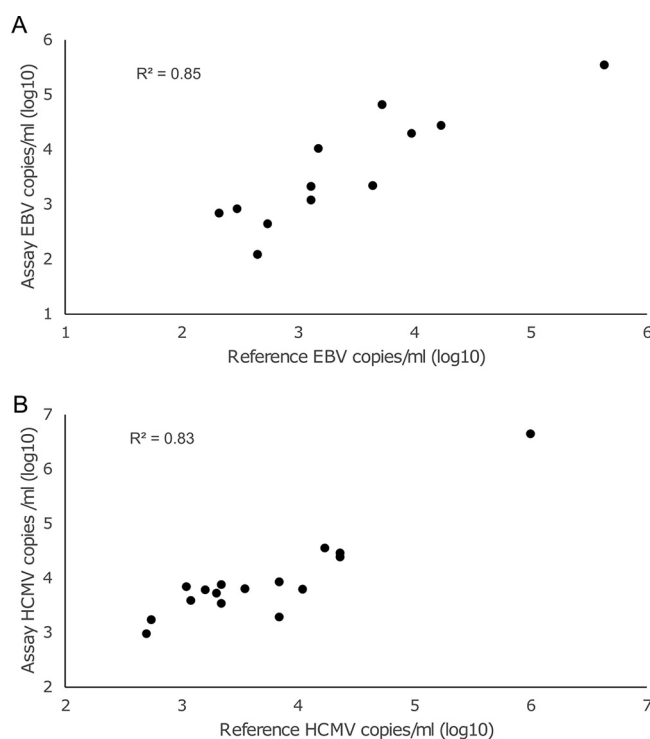 A
R² = 0.85
Assay EBV copies/ml (log10)
6
5
4
3
2
1
1 2 3 4 5 6
Reference EBV copies/ml (log10)
B
R² = 0.83
Assay HCMV copies /ml (log10)
7
6
5
4
3
2
2 3 4 5 6 7
Reference HCMV copies/ml (log10)